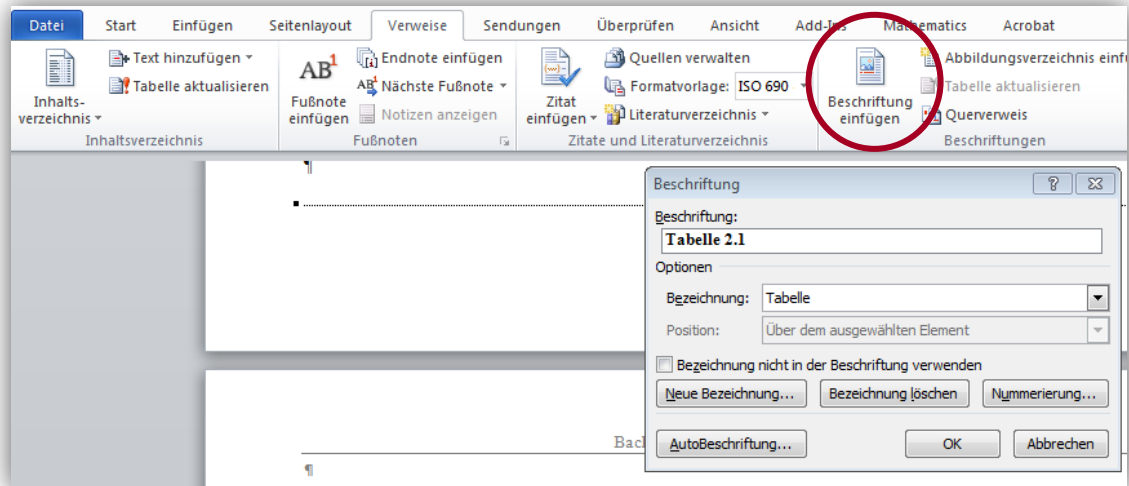 Datei Start Einfügen Seitenlayout Verweise Sendungen Überprüfen Ansicht Add-Ins Mathematics Acrobat
Inhalts-
verzeichnis
Text hinzufügen
Tabelle aktualisieren
Inhaltsverzeichnis
AB1
Fußnote
einfügen
Endnote einfügen
Nächste Fußnote
Notizen anzeigen
Fußnoten
Zitat
einfügen
Quellen verwalten
Formatvorlage: ISO 690
Literaturverzeichnis
Zitate und Literaturverzeichnis
Beschriftung
einfügen
Abbildungsverzeichnis
Tabelle aktualisieren
Querverweis
Beschriftungen
¶
Beschriftung
Beschriftung:
Tabelle 2.1
Optionen
Bezeichnung: Tabelle
Position: Über dem ausgewählten Element
Bezeichnung nicht in der Beschriftung verwenden
Neue Bezeichnung... Bezeichnung löschen Nummerierung...
AutoBeschriftung... OK Abbrechen
¶